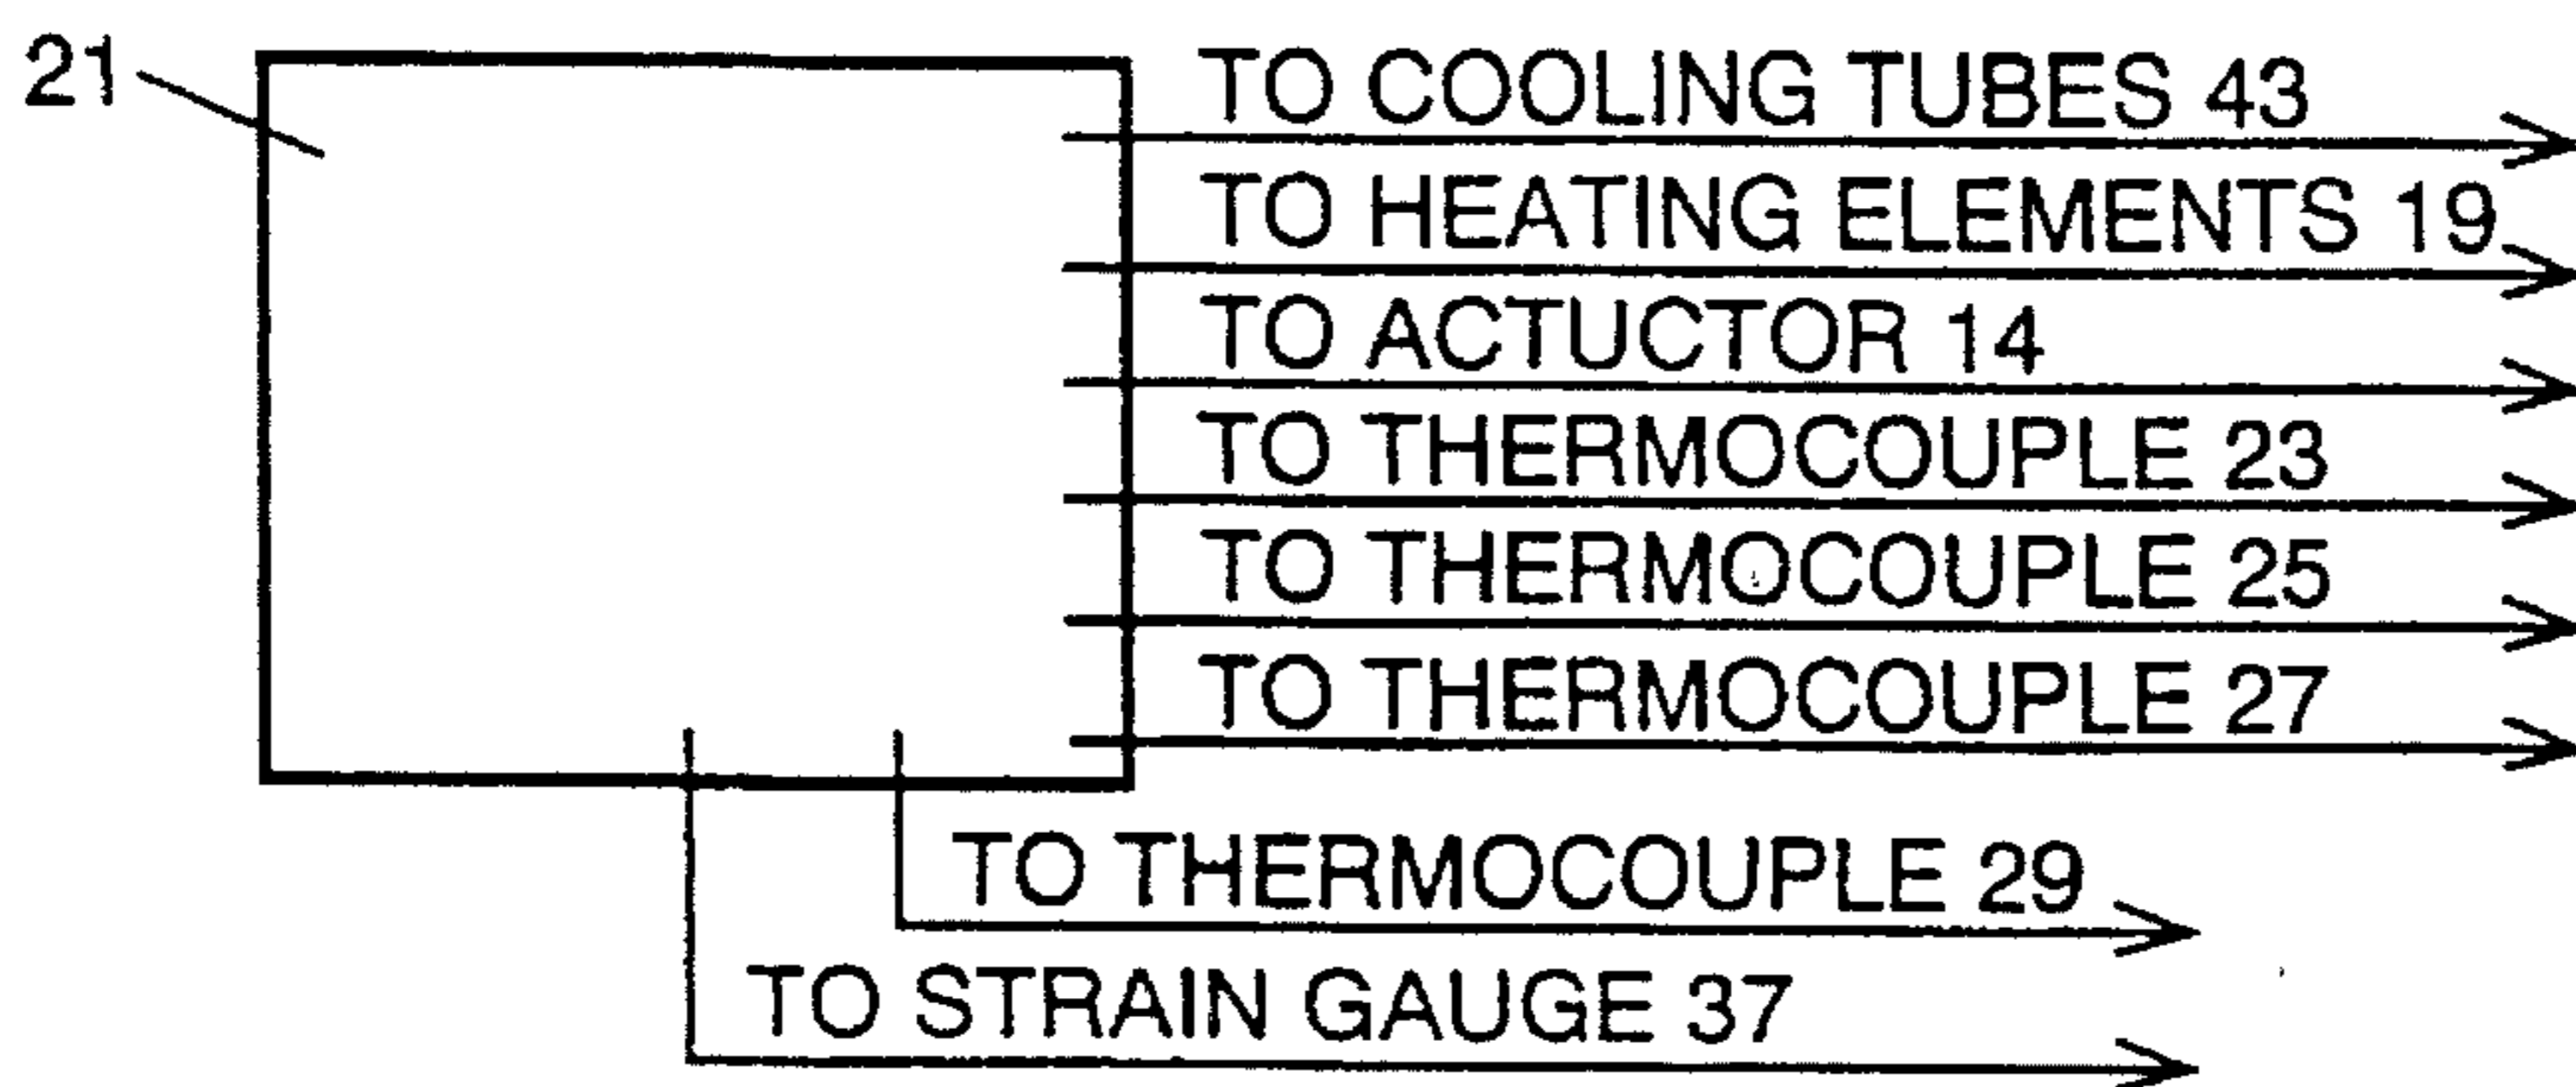 21
TO COOLING TUBES 43
TO HEATING ELEMENTS 19
TO ACTUCTOR 14
TO THERMOCOUPLE 23
TO THERMOCOUPLE 25
TO THERMOCOUPLE 27
TO THERMOCOUPLE 29
TO STRAIN GAUGE 37